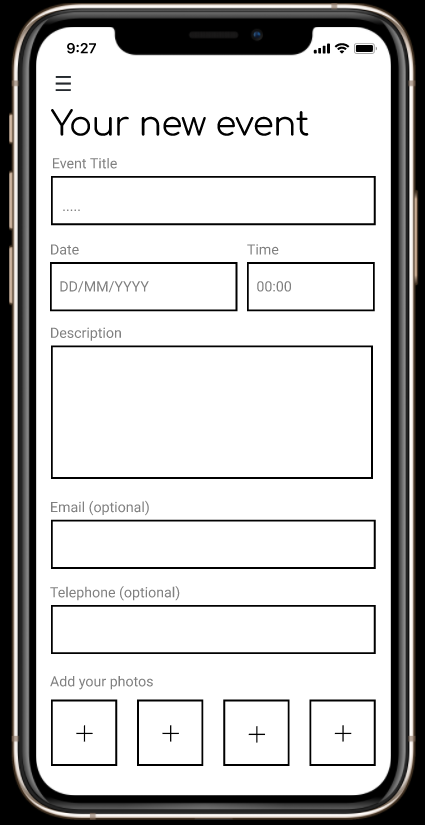 9:27
Your new event
Event Title
.....
Date Time
DD/MM/YYYY 00:00
Description
Email (optional)
Telephone (optional)
Add your photos
+ + + +